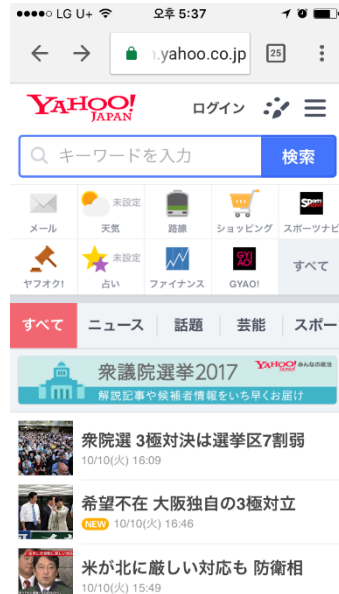 LG U+ 오후 5:37
.yahoo.co.jp 25
YAHOO! JAPAN ログイン
キーワードを入力 検索
未設定 Sports
メール 天気 路線 ショッピング スポーツナビ
未設定 GYAO! すべて
ヤフオク! 占い ファイナンス GYAO!
すべて ニュース 話題 芸能 スポー
衆議院選挙2017 YAHOO! JAPAN みんなの政治
解説記事や候補者情報をいち早くお届け
衆院選 3極対決は選挙区7割弱
10/10(火) 16:09
希望不在 大阪独自の3極対立
NEW 10/10(火) 16:46
米が北に厳しい対応も 防衛相
10/10(火) 15:49